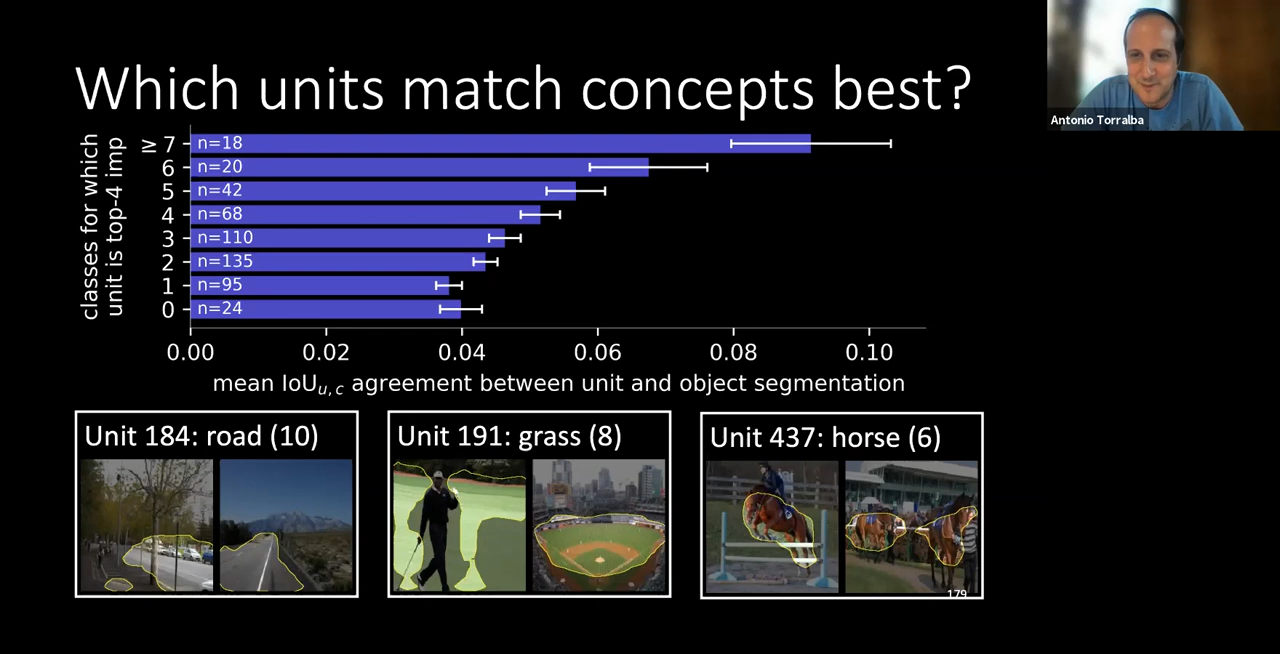 Which units match concepts best?
Antonio Torralba
classes for which
unit is top-4 imp
≥ 7 n=18
6 n=20
5 n=42
4 n=68
3 n=110
2 n=135
1 n=95
0 n=24
0.00 0.02 0.04 0.06 0.08 0.10
mean IoUu,c agreement between unit and object segmentation
Unit 184: road (10)
Unit 191: grass (8)
Unit 437: horse (6)
179